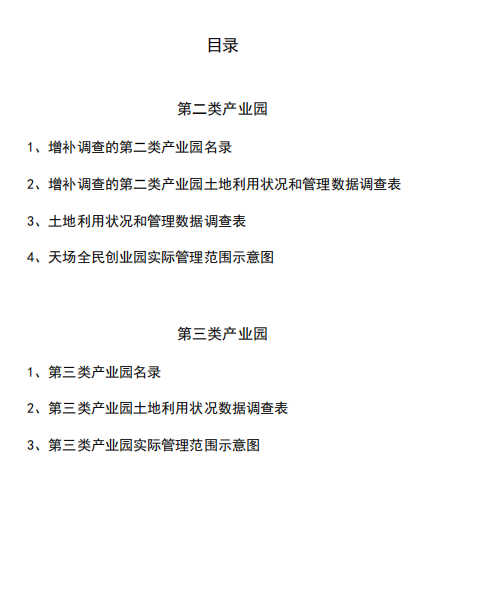 目录
第二类产业园
1、增补调查的第二类产业园名录
2、增补调查的第二类产业园土地利用状况和管理数据调查表
3、土地利用状况和管理数据调查表
4、天场全民创业园实际管理范围示意图
第三类产业园
1、第三类产业园名录
2、第三类产业园土地利用状况数据调查表
3、第三类产业园实际管理范围示意图